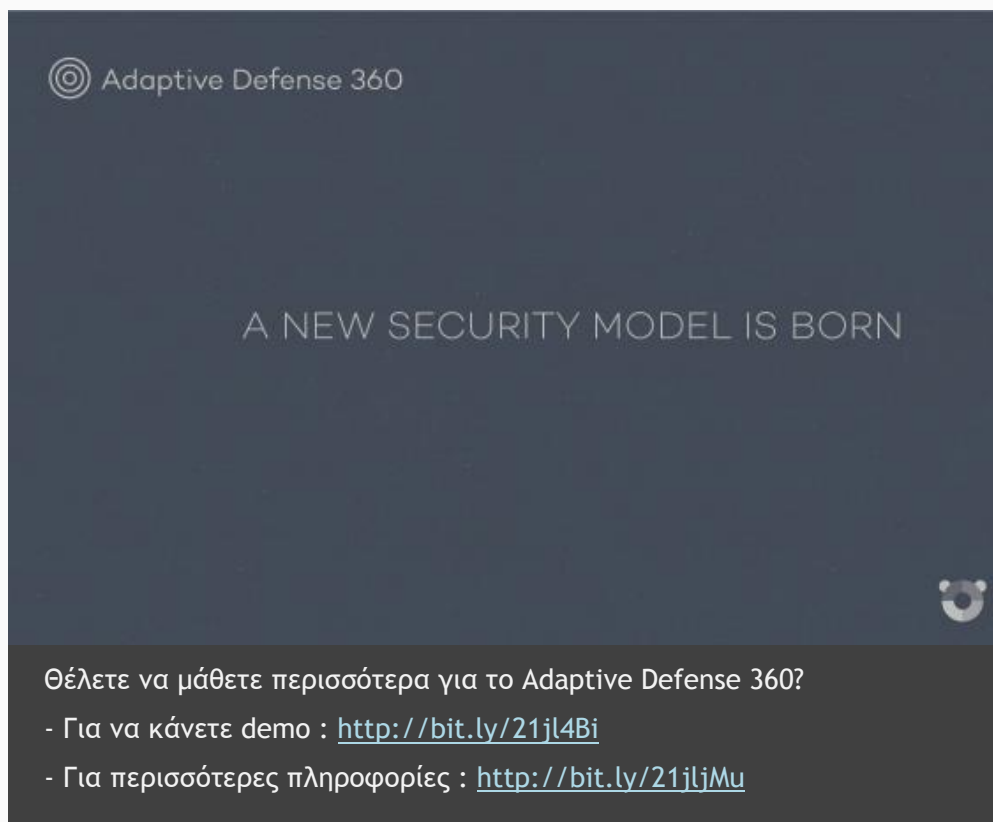 Adaptive Defense 360
A NEW SECURITY MODEL IS BORN
Θέλετε να μάθετε περισσότερα για το Adaptive Defense 360?
- Για να κάνετε demo : http://bit.ly/21jl4Bi
- Για περισσότερες πληροφορίες : http://bit.ly/21jljMu